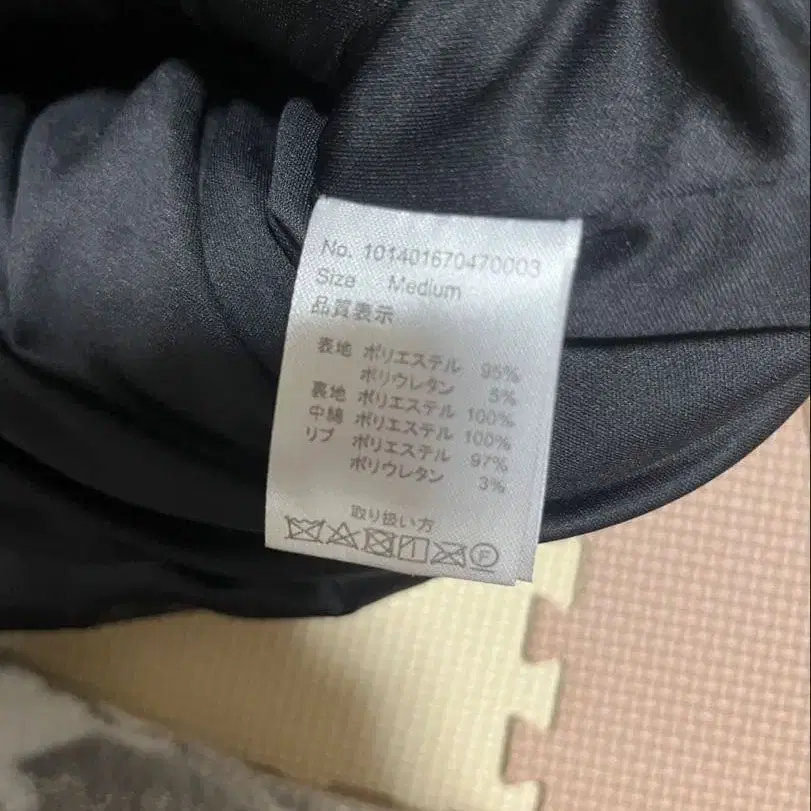 No. 101401670470003
Size Medium
品質表示
表地 ポリエステル 95%
ポリウレタン 5%
裏地 ポリエステル 100%
中綿 ポリエステル 100%
リブ ポリエステル 97%
ポリウレタン 3%
取り扱い方
F